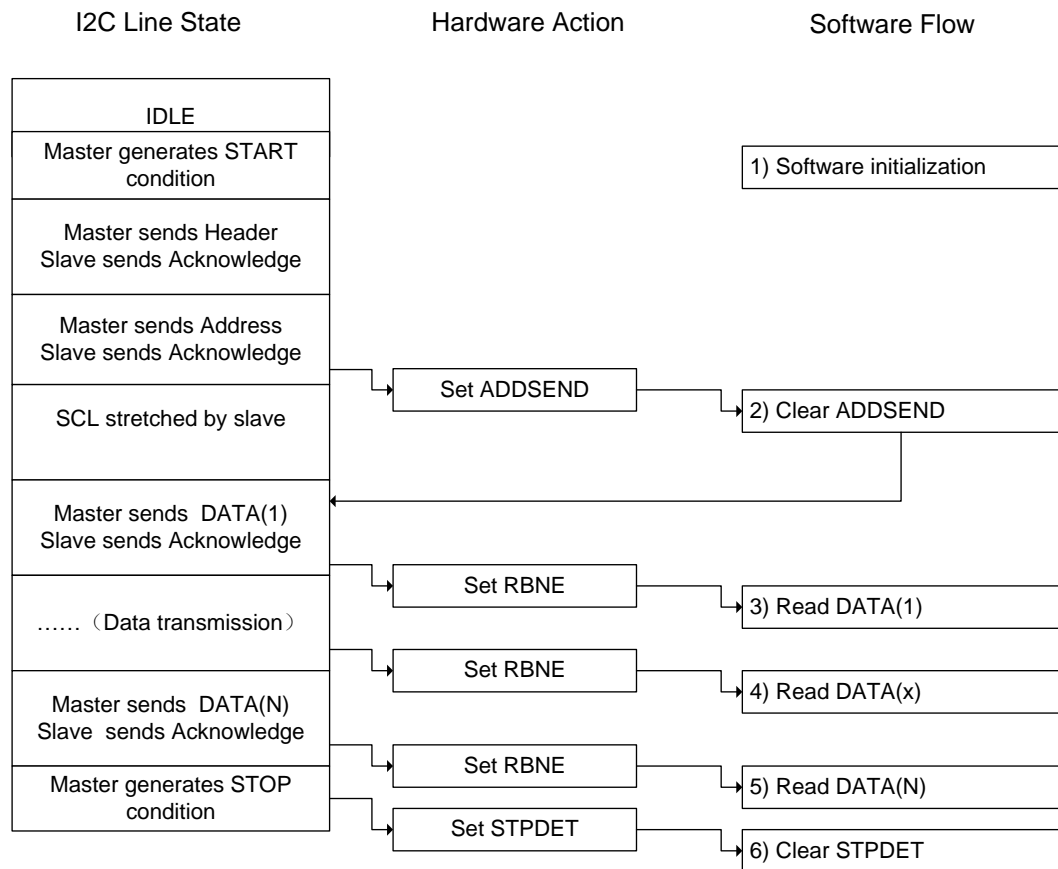 I2C Line State
Hardware Action
Software Flow
IDLE
Master generates START
condition
1) Software initialization
Master sends Header
Slave sends Acknowledge
Master sends Address
Slave sends Acknowledge
Set ADDSEND
2) Clear ADDSEND
SCL stretched by slave
Master sends DATA(1)
Slave sends Acknowledge
Set RBNE
3) Read DATA(1)
......（Data transmission）
Set RBNE
4) Read DATA(x)
Master sends DATA(N)
Slave sends Acknowledge
Set RBNE
5) Read DATA(N)
Master generates STOP
condition
Set STPDET
6) Clear STPDET